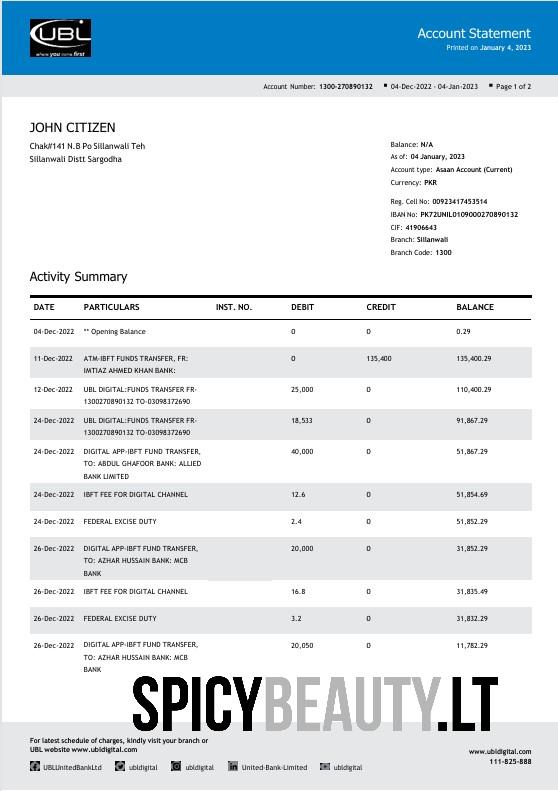 UBL
where you come first
Account Statement
Printed on January 4, 2023
Account Number: 1300-270890132 ▪ 04-Dec-2022 - 04-Jan-2023 ▪ Page 1 of 2
JOHN CITIZEN
Chak#141 N.B Po Sillanwali Teh
Sillanwali Distt Sargodha
Balance: N/A
As of: 04 January, 2023
Account type: Asaan Account (Current)
Currency: PKR
Reg. Cell No: 00923417453514
IBAN No: PK72UNIL0109000270890132
CIF: 41906643
Branch: Sillanwali
Branch Code: 1300
Activity Summary
DATE PARTICULARS INST. NO. DEBIT CREDIT BALANCE
04-Dec-2022 ** Opening Balance 0 0 0.29
11-Dec-2022 ATM-IBFT FUNDS TRANSFER, FR: 0 135,400 135,400.29
IMTIAZ AHMED KHAN BANK:
12-Dec-2022 UBL DIGITAL:FUNDS TRANSFER FR- 25,000 0 110,400.29
1300270890132 TO-03098372690
24-Dec-2022 UBL DIGITAL:FUNDS TRANSFER FR- 18,533 0 91,867.29
1300270890132 TO-03098372690
24-Dec-2022 DIGITAL APP-IBFT FUND TRANSFER, 40,000 0 51,867.29
TO: ABDUL GHAFOOR BANK: ALLIED
BANK LIMITED
24-Dec-2022 IBFT FEE FOR DIGITAL CHANNEL 12.6 0 51,854.69
24-Dec-2022 FEDERAL EXCISE DUTY 2.4 0 51,852.29
26-Dec-2022 DIGITAL APP-IBFT FUND TRANSFER, 20,000 0 31,852.29
TO: AZHAR HUSSAIN BANK: MCB
BANK
26-Dec-2022 IBFT FEE FOR DIGITAL CHANNEL 16.8 0 31,835.49
26-Dec-2022 FEDERAL EXCISE DUTY 3.2 0 31,832.29
26-Dec-2022 DIGITAL APP-IBFT FUND TRANSFER, 20,050 0 11,782.29
TO: AZHAR HUSSAIN BANK: MCB
BANK
SPICYBEAUTY.LT
For latest schedule of charges, kindly visit your branch or
UBL website www.ubldigital.com
www.ubldigital.com
111-825-888
UBLUnitedBankLtd ubldigital ubldigital United-Bank-Limited ubldigital